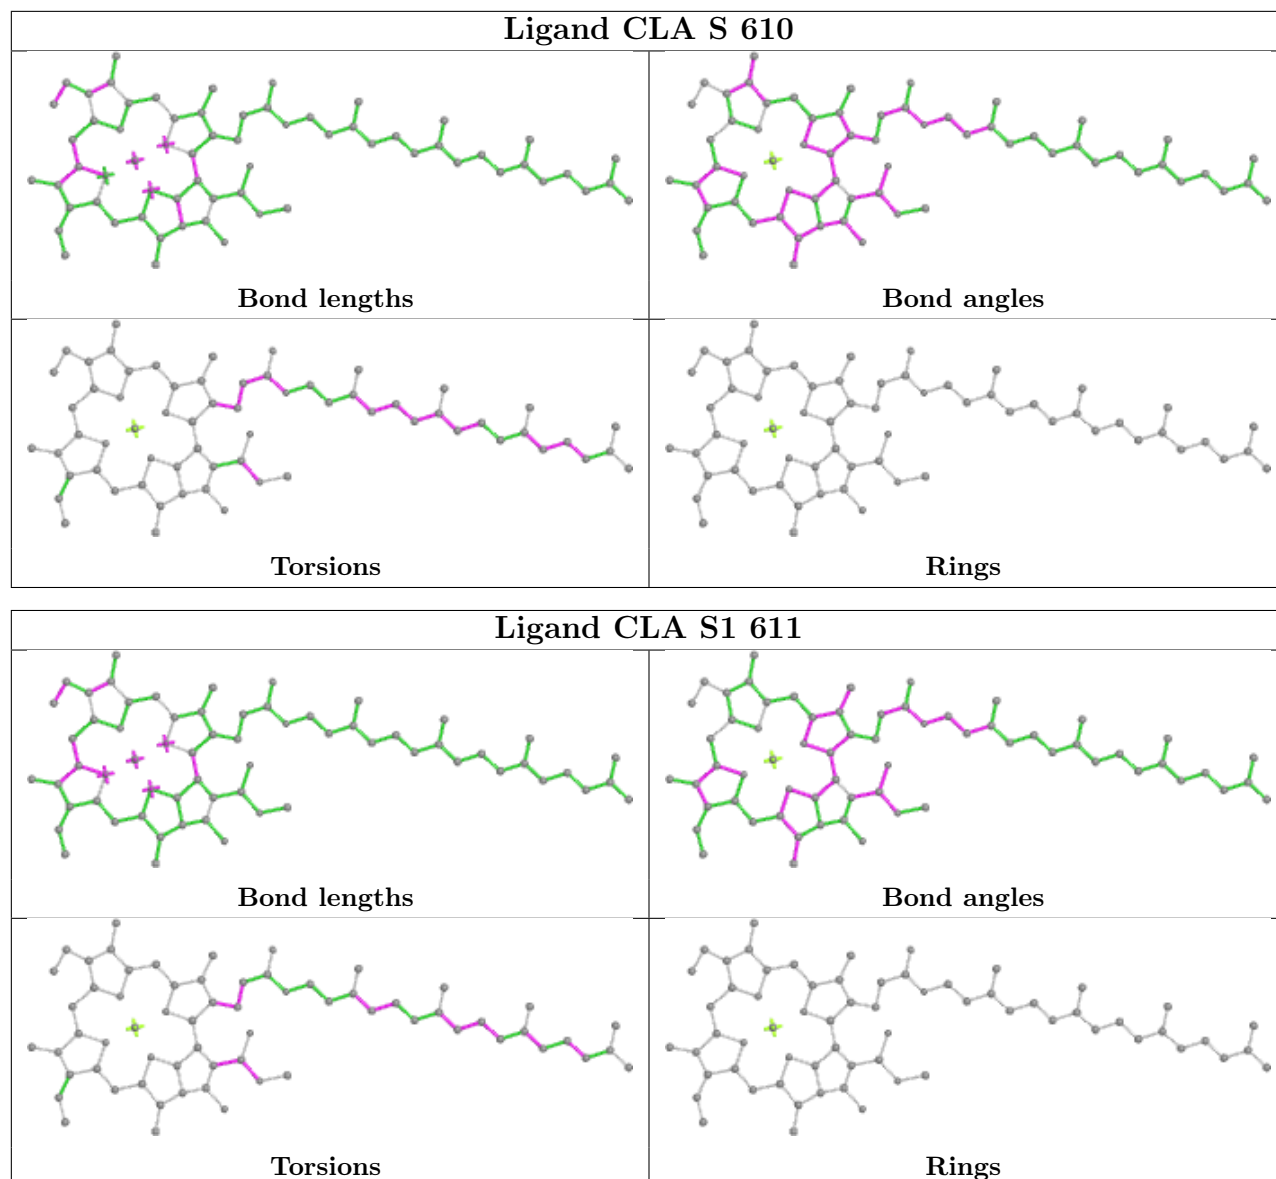 Ligand CLA S 610
Bond lengths
Bond angles
Torsions
Rings
Ligand CLA S1 611
Bond lengths
Bond angles
Torsions
Rings